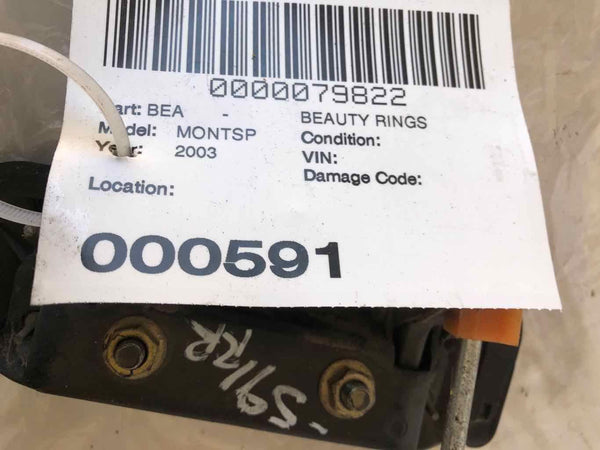 0000079822
art: BEA - BEAUTY RINGS
Model: MONTSP Condition:
Year: 2003 VIN:
Damage Code:
Location:
000591
-591RR